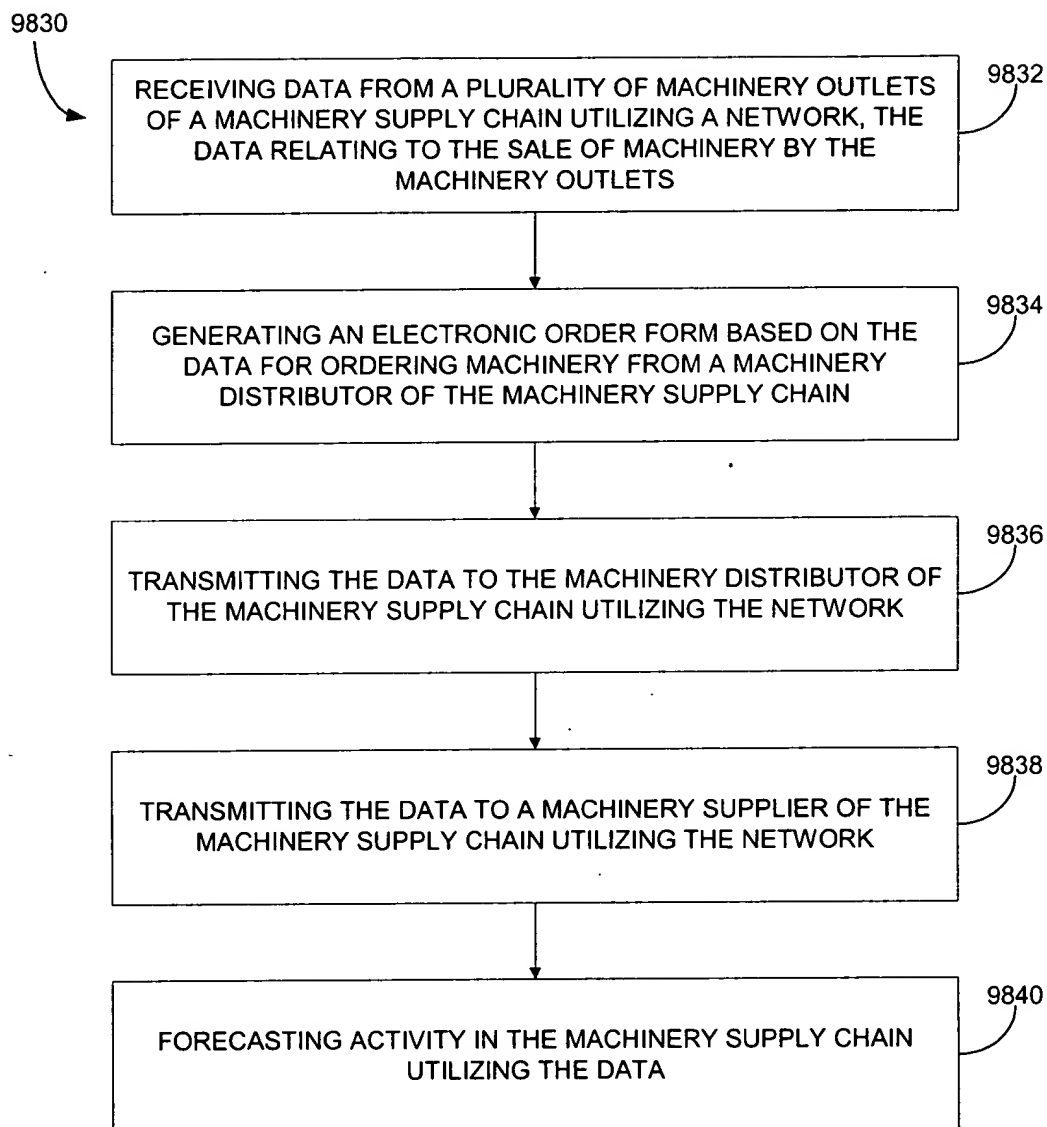 9830
9832
RECEIVING DATA FROM A PLURALITY OF MACHINERY OUTLETS
OF A MACHINERY SUPPLY CHAIN UTILIZING A NETWORK, THE
DATA RELATING TO THE SALE OF MACHINERY BY THE
MACHINERY OUTLETS
9834
GENERATING AN ELECTRONIC ORDER FORM BASED ON THE
DATA FOR ORDERING MACHINERY FROM A MACHINERY
DISTRIBUTOR OF THE MACHINERY SUPPLY CHAIN
9836
TRANSMITTING THE DATA TO THE MACHINERY DISTRIBUTOR OF
THE MACHINERY SUPPLY CHAIN UTILIZING THE NETWORK
9838
TRANSMITTING THE DATA TO A MACHINERY SUPPLIER OF THE
MACHINERY SUPPLY CHAIN UTILIZING THE NETWORK
9840
FORECASTING ACTIVITY IN THE MACHINERY SUPPLY CHAIN
UTILIZING THE DATA